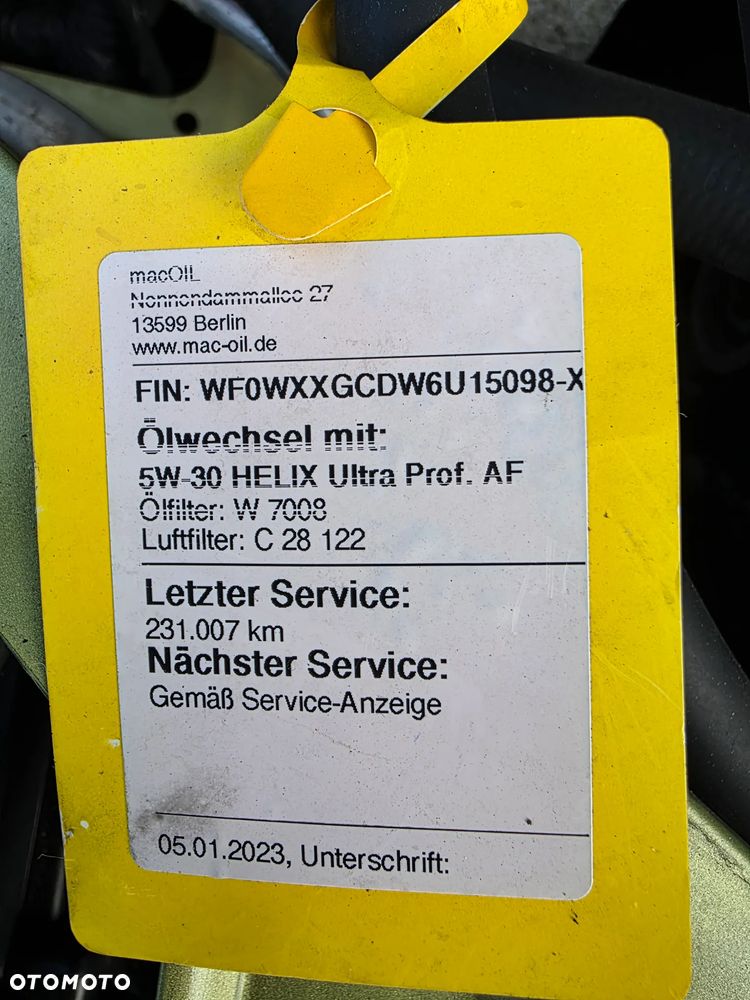 macOIL
Nonnendammallee 27
13599 Berlin
www.mac-oil.de
FIN: WF0WXXGCDW6U15098-X
Ölwechsel mit:
5W-30 HELIX Ultra Prof. AF
Ölfilter: W 7008
Luftfilter: C 28 122
Letzter Service:
231.007 km
Nächster Service:
Gemäß Service-Anzeige
05.01.2023, Unterschrift:
OTOMOTO